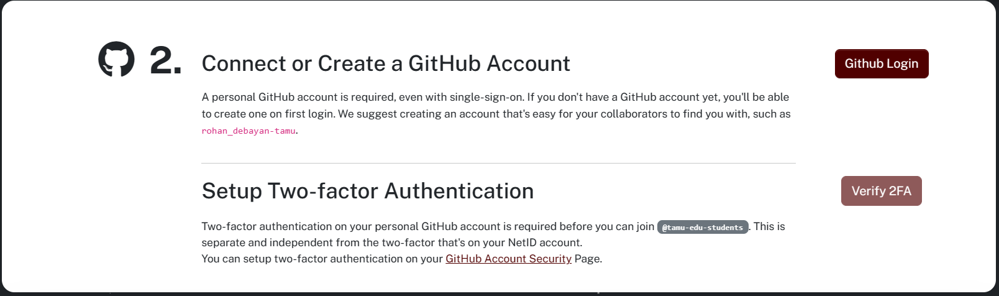 2.
Connect or Create a GitHub Account
Github Login
A personal GitHub account is required, even with single-sign-on. If you don't have a GitHub account yet, you'll be able
to create one on first login. We suggest creating an account that's easy for your collaborators to find you with, such as
rohan_debayan-tamu.
Setup Two-factor Authentication
Verify 2FA
Two-factor authentication on your personal GitHub account is required before you can join @tamu-edu-students. This is
separate and independent from the two-factor that's on your NetID account.
You can setup two-factor authentication on your GitHub Account Security Page.